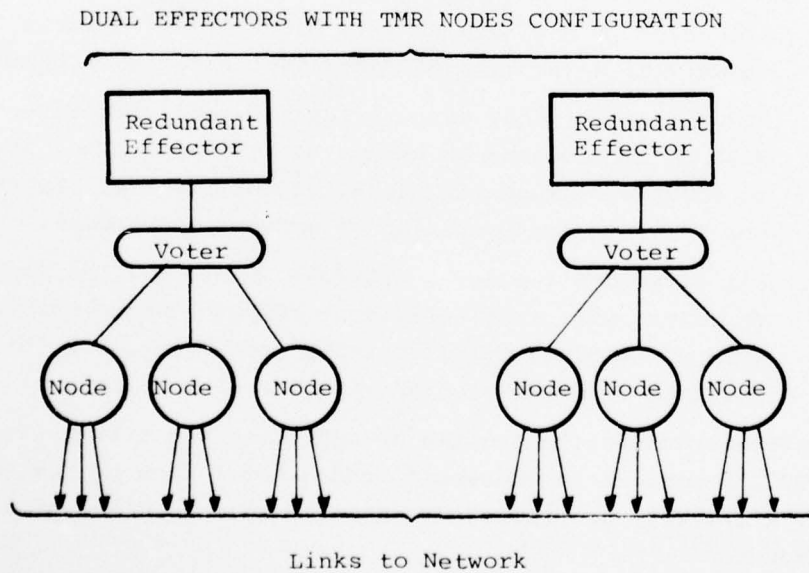 DUAL EFFECTORS WITH TMR NODES CONFIGURATION
Redundant
Effector
Redundant
Effector
Voter
Voter
Node
Node
Node
Node
Node
Node
Links to Network